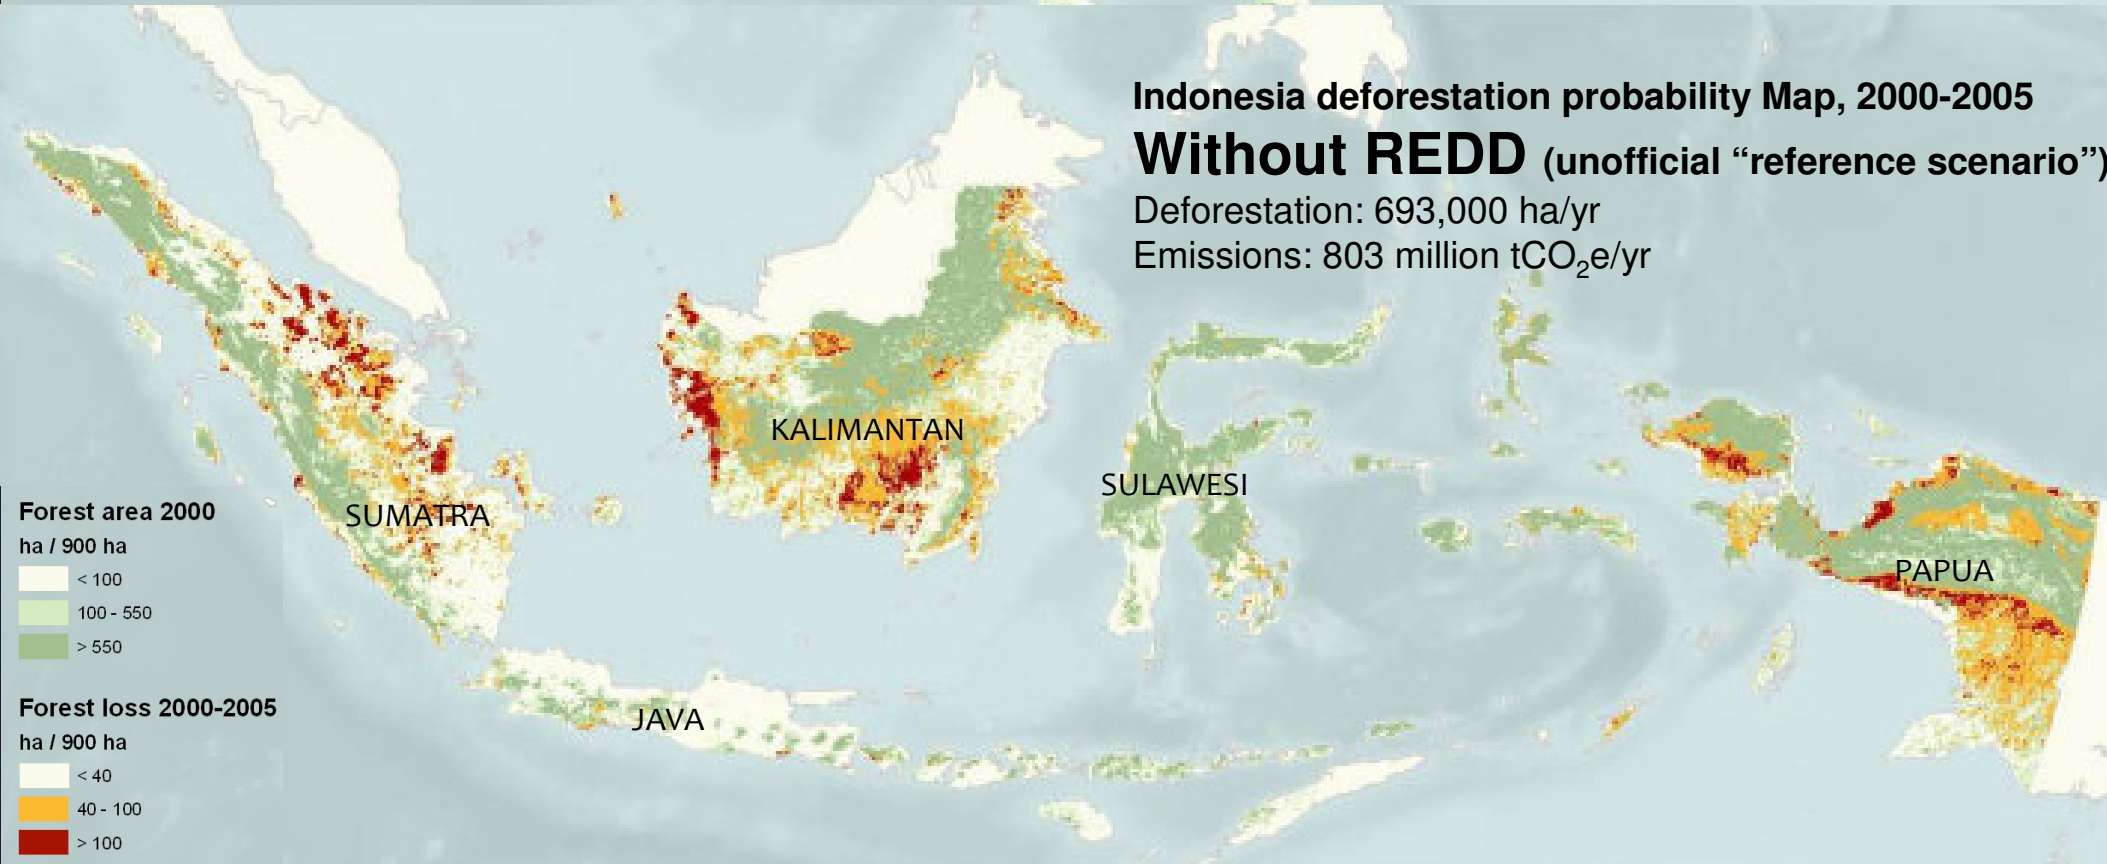 Indonesia deforestation probability Map, 2000-2005
Without REDD (unofficial “reference scenario”)
Deforestation: 693,000 ha/yr
Emissions: 803 million tCO₂e/yr
KALIMANTAN
SULAWESI
SUMATRA
PAPUA
JAVA
Forest area 2000
ha / 900 ha
< 100
100 - 550
> 550
Forest loss 2000-2005
ha / 900 ha
< 40
40 - 100
> 100